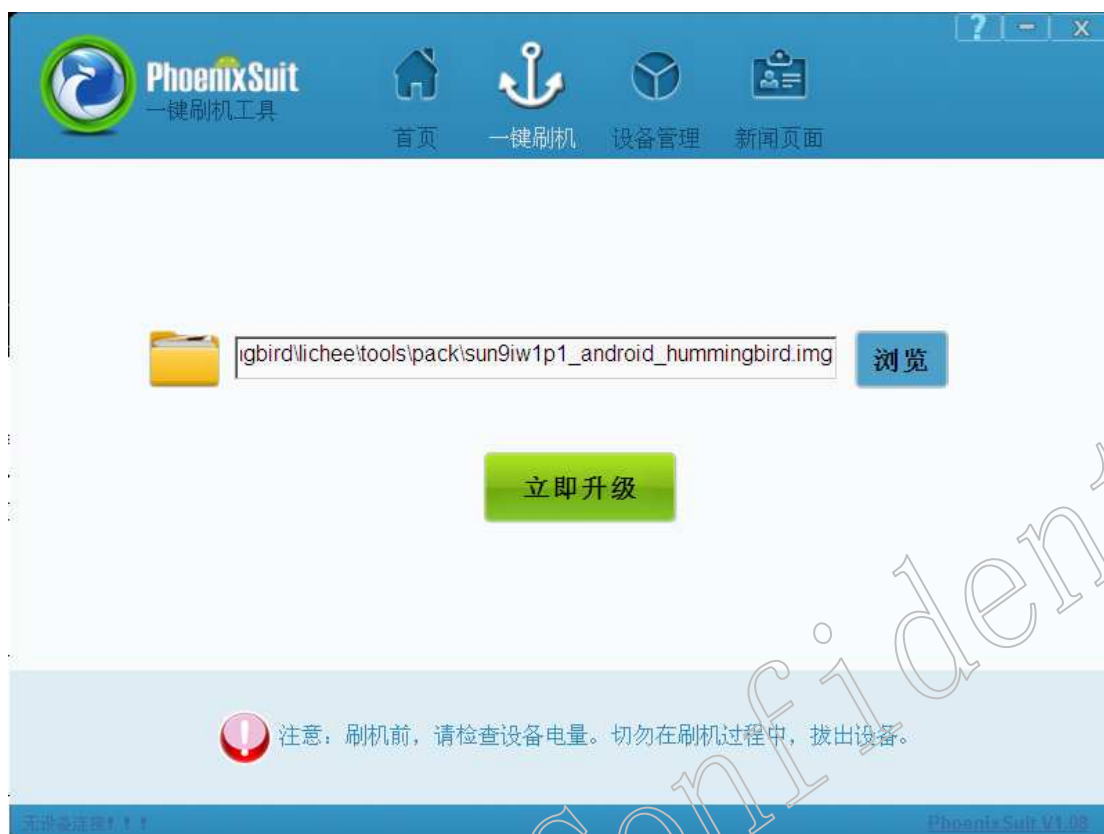 ? － x
PhoenixSuit
一键刷机工具
首页 一键刷机 设备管理 新闻页面
ıgbird\lichee\tools\pack\sun9iw1p1_android_hummingbird.img
浏览
立即升级
注意：刷机前，请检查设备电量。切勿在刷机过程中，拔出设备。
无设备连接！！！
PhoenixSuit V1.08
Confident